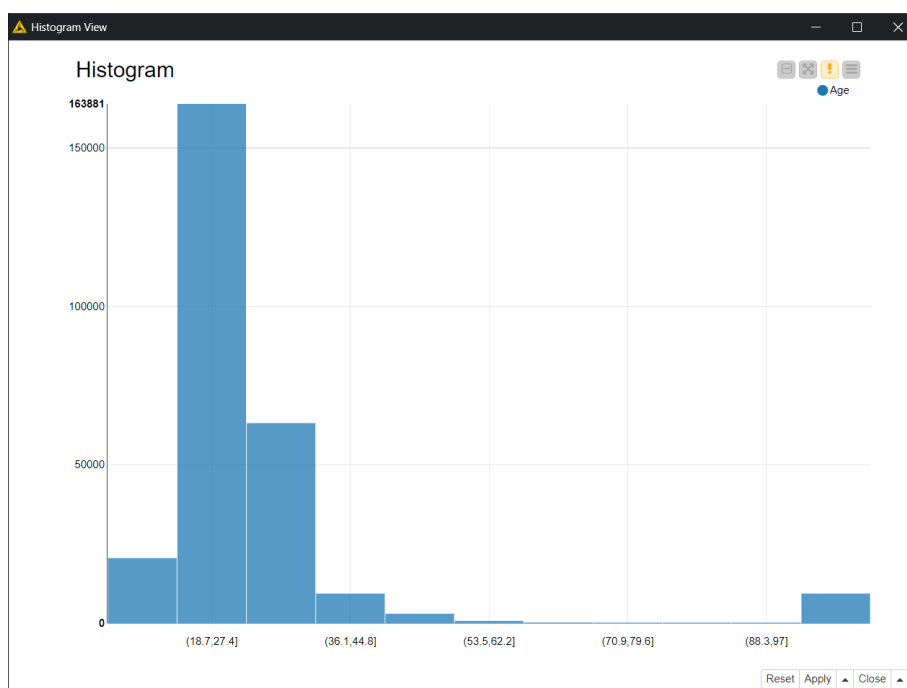 Histogram View
Histogram
Age
163881
150000
100000
50000
0
(18.7,27.4] (36.1,44.8] (53.5,62.2] (70.9,79.6] (88.3,97]
Reset Apply Close